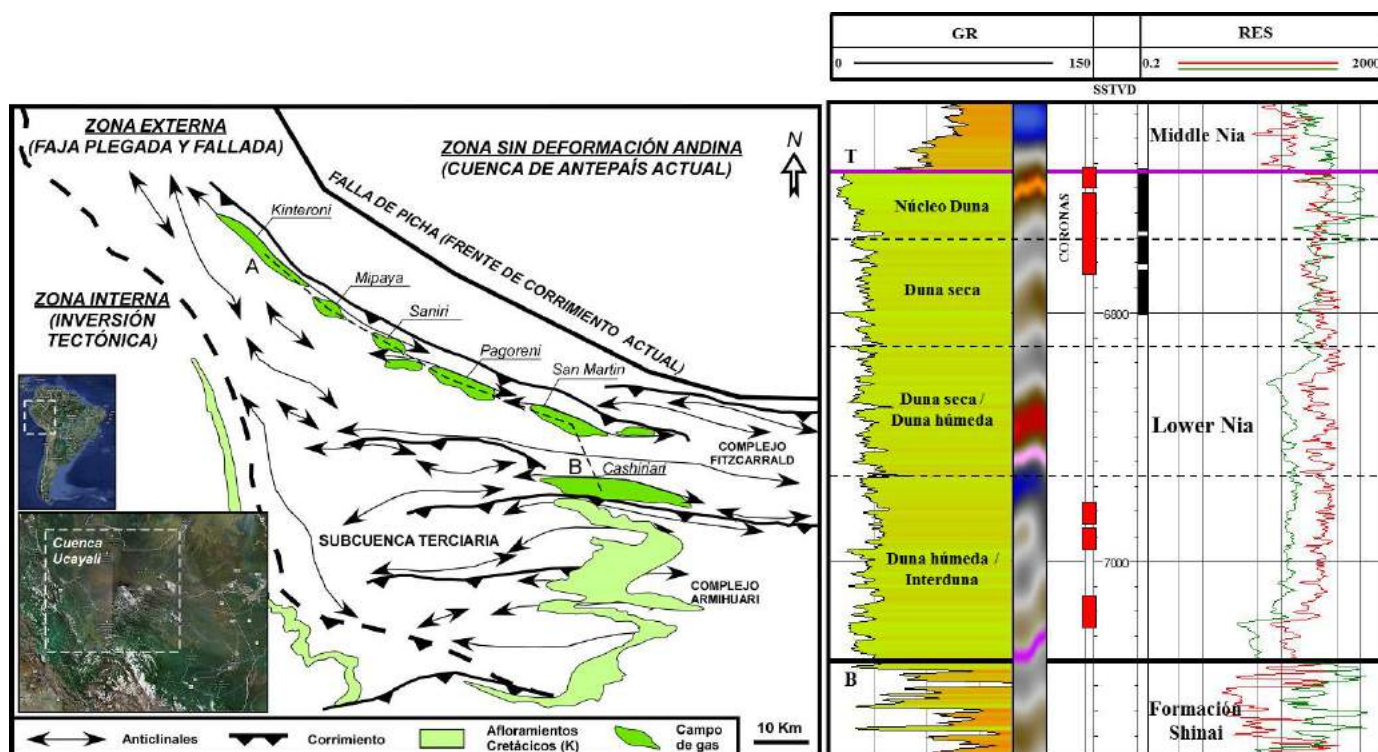 ZONA EXTERNA
(FAJA PLEGADA Y FALLADA)
ZONA SIN DEFORMACIÓN ANDINA
(CUENCA DE ANTEPAÍS ACTUAL)
N
FALLA DE PICHA (FRENTE DE CORRIMIENTO ACTUAL)
Kinteroni
A
Mipaya
ZONA INTERNA
(INVERSIÓN
TECTÓNICA)
Saniri
Pagoreni
San Martin
COMPLEJO
FITZCARRALD
B
Cashiriari
SUBCUENCA TERCIARIA
Cuenca
Ucayali
COMPLEJO
ARMIHUARI
Anticlinales
Corrimiento
Afloramientos
Cretácicos (K)
Campo
de gas
10 Km
GR
RES
0
150
0.2
2000
SSTVD
T
Middle Nia
Núcleo Duna
CORONAS
Duna seca
6800
Duna seca /
Duna húmeda
Lower Nia
Duna húmeda /
Interduna
7000
B
Formación
Shinai